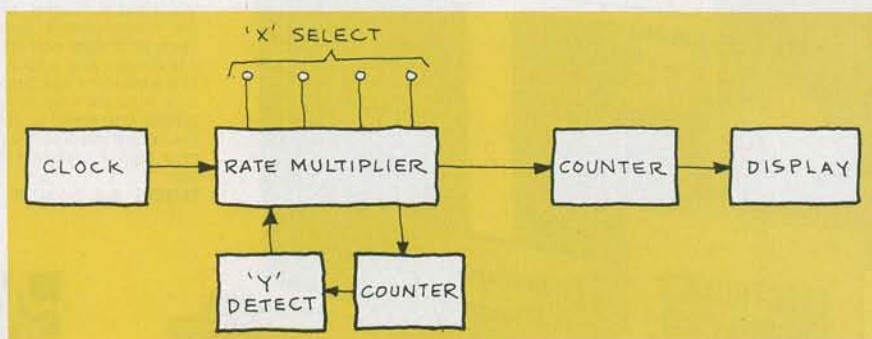 'X' SELECT
CLOCK
RATE MULTIPLIER
COUNTER
DISPLAY
'Y'
DETECT
COUNTER